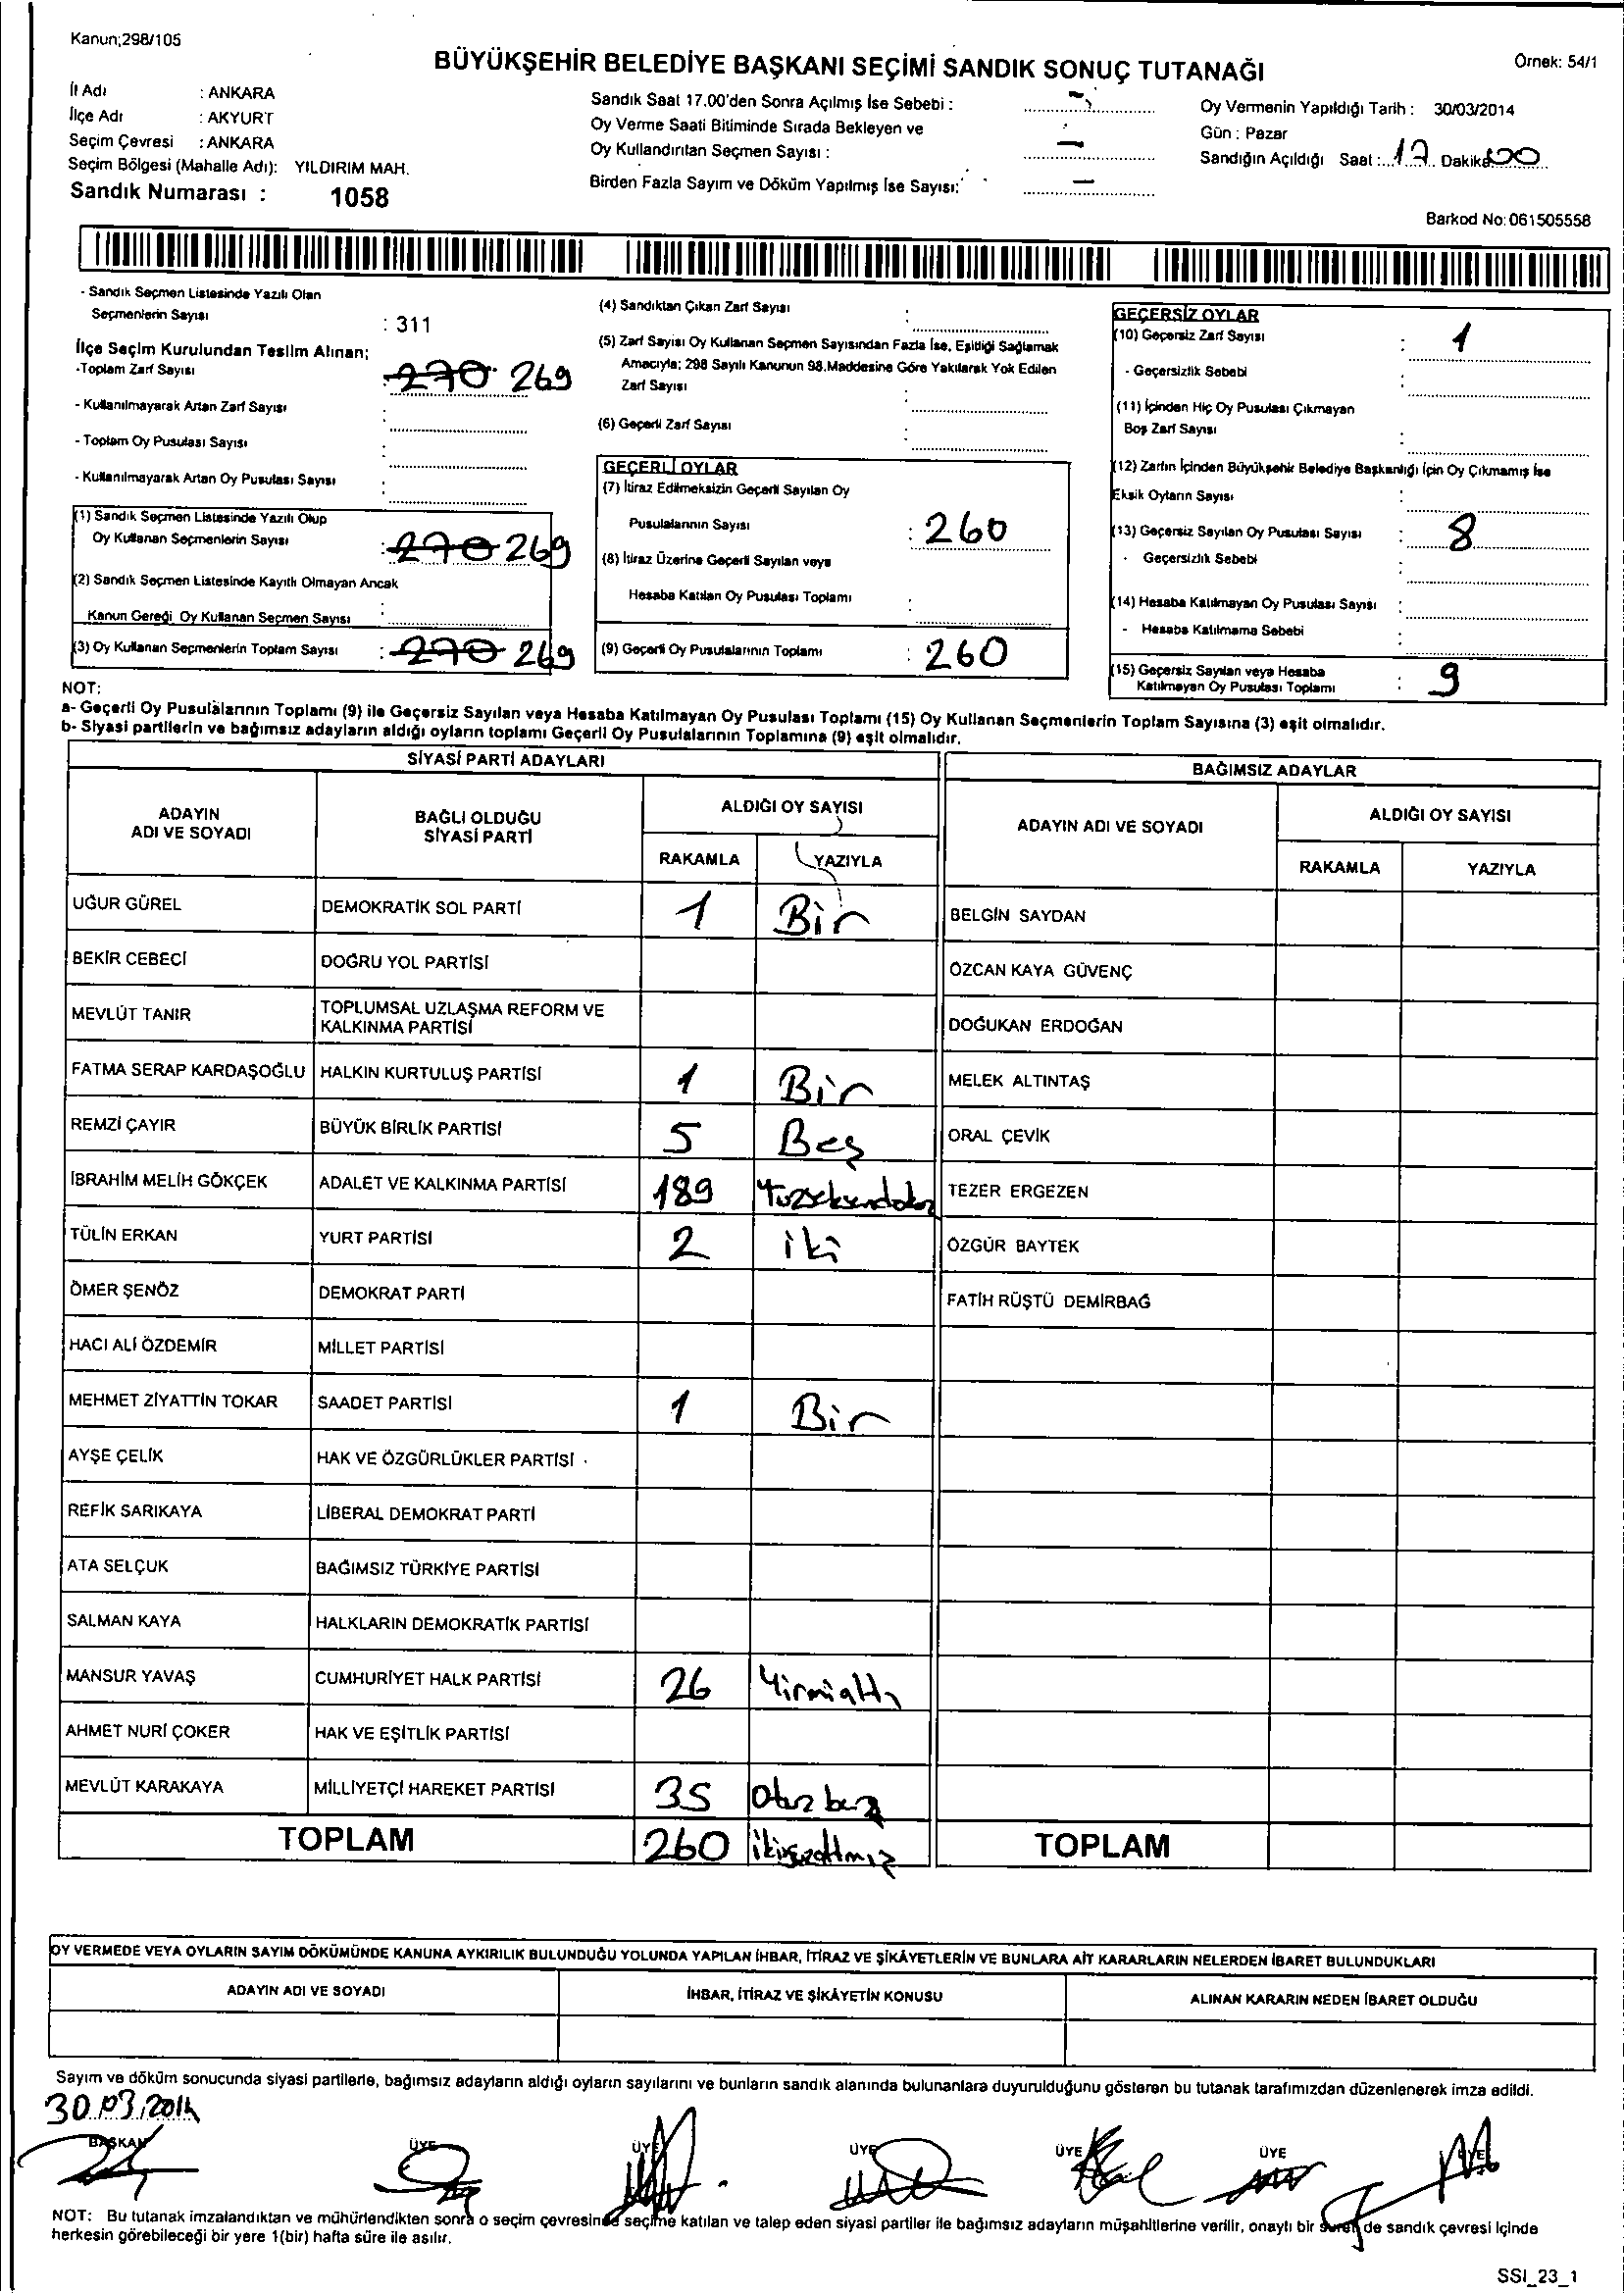 Kanun;298/105
BÜYÜKŞEHİR BELEDİYE BAŞKANI SEÇİMİ SANDIK SONUÇ TUTANAĞI
Örnek: 54/1
İl Adı : ANKARA
İlçe Adı : AKYURT
Seçim Çevresi : ANKARA
Seçim Bölgesi (Mahalle Adı): YILDIRIM MAH.
Sandık Numarası : 1058
Sandık Saat 17.00'den Sonra Açılmış İse Sebebi : -
Oy Verme Saati Bitiminde Sırada Bekleyen ve
Oy Kullandırılan Seçmen Sayısı : -
Birden Fazla Sayım ve Döküm Yapılmış İse Sayısı; -
Oy Vermenin Yapıldığı Tarih : 30/03/2014
Gün : Pazar
Sandığın Açıldığı Saat :...17.. Dakika00
Barkod No: 061505558
- Sandık Seçmen Listesinde Yazılı Olan
Seçmenlerin Sayısı : 311
İlçe Seçim Kurulundan Teslim Alınan;
-Toplam Zarf Sayısı : 270 269
- Kullanılmayarak Artan Zarf Sayısı :
- Toplam Oy Pusulası Sayısı :
- Kullanılmayarak Artan Oy Pusulası Sayısı :
(1) Sandık Seçmen Listesinde Yazılı Olup
Oy Kullanan Seçmenlerin Sayısı : 270 269
(2) Sandık Seçmen Listesinde Kayıtlı Olmayan Ancak
Kanun Gereği Oy Kullanan Seçmen Sayısı :
(3) Oy Kullanan Seçmenlerin Toplam Sayısı : 270 269
(4) Sandıktan Çıkan Zarf Sayısı :
(5) Zarf Sayısı Oy Kullanan Seçmen Sayısından Fazla İse, Eşitliği Sağlamak
Amacıyla; 298 Sayılı Kanunun 98.Maddesine Göre Yakılarak Yok Edilen
Zarf Sayısı :
(6) Geçerli Zarf Sayısı :
GEÇERLİ OYLAR
(7) İtiraz Edilmeksizin Geçerli Sayılan Oy
Pusulalarının Sayısı : 260
(8) İtiraz Üzerine Geçerli Sayılan veya
Hesaba Katılan Oy Pusulası Toplamı :
(9) Geçerli Oy Pusulalarının Toplamı : 260
GEÇERSİZ OYLAR
(10) Geçersiz Zarf Sayısı : 1
- Geçersizlik Sebebi :
(11) İçinden Hiç Oy Pusulası Çıkmayan
Boş Zarf Sayısı :
(12) Zarfın İçinden Büyükşehir Belediye Başkanlığı İçin Oy Çıkmamış İse
Eksik Oyların Sayısı :
(13) Geçersiz Sayılan Oy Pusulası Sayısı : 8
- Geçersizlik Sebebi :
(14) Hesaba Katılmayan Oy Pusulası Sayısı :
- Hesaba Katılmama Sebebi :
(15) Geçersiz Sayılan veya Hesaba
Katılmayan Oy Pusulası Toplamı : 9
NOT:
a- Geçerli Oy Pusulalarının Toplamı (9) ile Geçersiz Sayılan veya Hesaba Katılmayan Oy Pusulası Toplamı (15) Oy Kullanan Seçmenlerin Toplam Sayısına (3) eşit olmalıdır.
b- Siyasi partilerin ve bağımsız adayların aldığı oyların toplamı Geçerli Oy Pusulalarının Toplamına (9) eşit olmalıdır.
SİYASİ PARTİ ADAYLARI
BAĞIMSIZ ADAYLAR
ADAYIN
ADI VE SOYADI
BAĞLI OLDUĞU
SİYASİ PARTİ
ALDIĞI OY SAYISI
RAKAMLA YAZIYLA
ADAYIN ADI VE SOYADI
ALDIĞI OY SAYISI
RAKAMLA YAZIYLA
UĞUR GÜREL DEMOKRATİK SOL PARTİ 1 Bir BELGİN SAYDAN
BEKİR CEBECİ DOĞRU YOL PARTİSİ ÖZCAN KAYA GÜVENÇ
MEVLÜT TANIR TOPLUMSAL UZLAŞMA REFORM VE
KALKINMA PARTİSİ DOĞUKAN ERDOĞAN
FATMA SERAP KARDAŞOĞLU HALKIN KURTULUŞ PARTİSİ 1 Bir MELEK ALTINTAŞ
REMZİ ÇAYIR BÜYÜK BİRLİK PARTİSİ 5 Beş ORAL ÇEVİK
İBRAHİM MELİH GÖKÇEK ADALET VE KALKINMA PARTİSİ 189 Yüzseksendokuz TEZER ERGEZEN
TÜLİN ERKAN YURT PARTİSİ 2 iki ÖZGÜR BAYTEK
ÖMER ŞENÖZ DEMOKRAT PARTİ FATİH RÜŞTÜ DEMİRBAĞ
HACI ALİ ÖZDEMİR MİLLET PARTİSİ
MEHMET ZİYATTİN TOKAR SAADET PARTİSİ 1 Bir
AYŞE ÇELİK HAK VE ÖZGÜRLÜKLER PARTİSİ
REFİK SARIKAYA LİBERAL DEMOKRAT PARTİ
ATA SELÇUK BAĞIMSIZ TÜRKİYE PARTİSİ
SALMAN KAYA HALKLARIN DEMOKRATİK PARTİSİ
MANSUR YAVAŞ CUMHURİYET HALK PARTİSİ 26 Yirmialtı
AHMET NURİ ÇOKER HAK VE EŞİTLİK PARTİSİ
MEVLÜT KARAKAYA MİLLİYETÇİ HAREKET PARTİSİ 35 Otuz beş
TOPLAM 260 ikiyüzaltmış TOPLAM
OY VERMEDE VEYA OYLARIN SAYIM DÖKÜMÜNDE KANUNA AYKIRILIK BULUNDUĞU YOLUNDA YAPILAN İHBAR, İTİRAZ VE ŞİKÂYETLERİN VE BUNLARA AİT KARARLARIN NELERDEN İBARET BULUNDUKLARI
ADAYIN ADI VE SOYADI İHBAR, İTİRAZ VE ŞİKÂYETİN KONUSU ALINAN KARARIN NEDEN İBARET OLDUĞU
Sayım ve döküm sonucunda siyasi partilerle, bağımsız adayların aldığı oyların sayılarını ve bunların sandık alanında bulunanlara duyurulduğunu gösteren bu tutanak tarafımızdan düzenlenerek imza edildi.
30.03.2014
BAŞKAN ÜYE ÜYE ÜYE ÜYE ÜYE ÜYE
NOT: Bu tutanak imzalandıktan ve mühürlendikten sonra o seçim çevresinde seçime katılan ve talep eden siyasi partiler ile bağımsız adayların müşahitlerine verilir, onaylı bir sureti de sandık çevresi içinde
herkesin görebileceği bir yere 1(bir) hafta süre ile asılır.
SSI_23_1